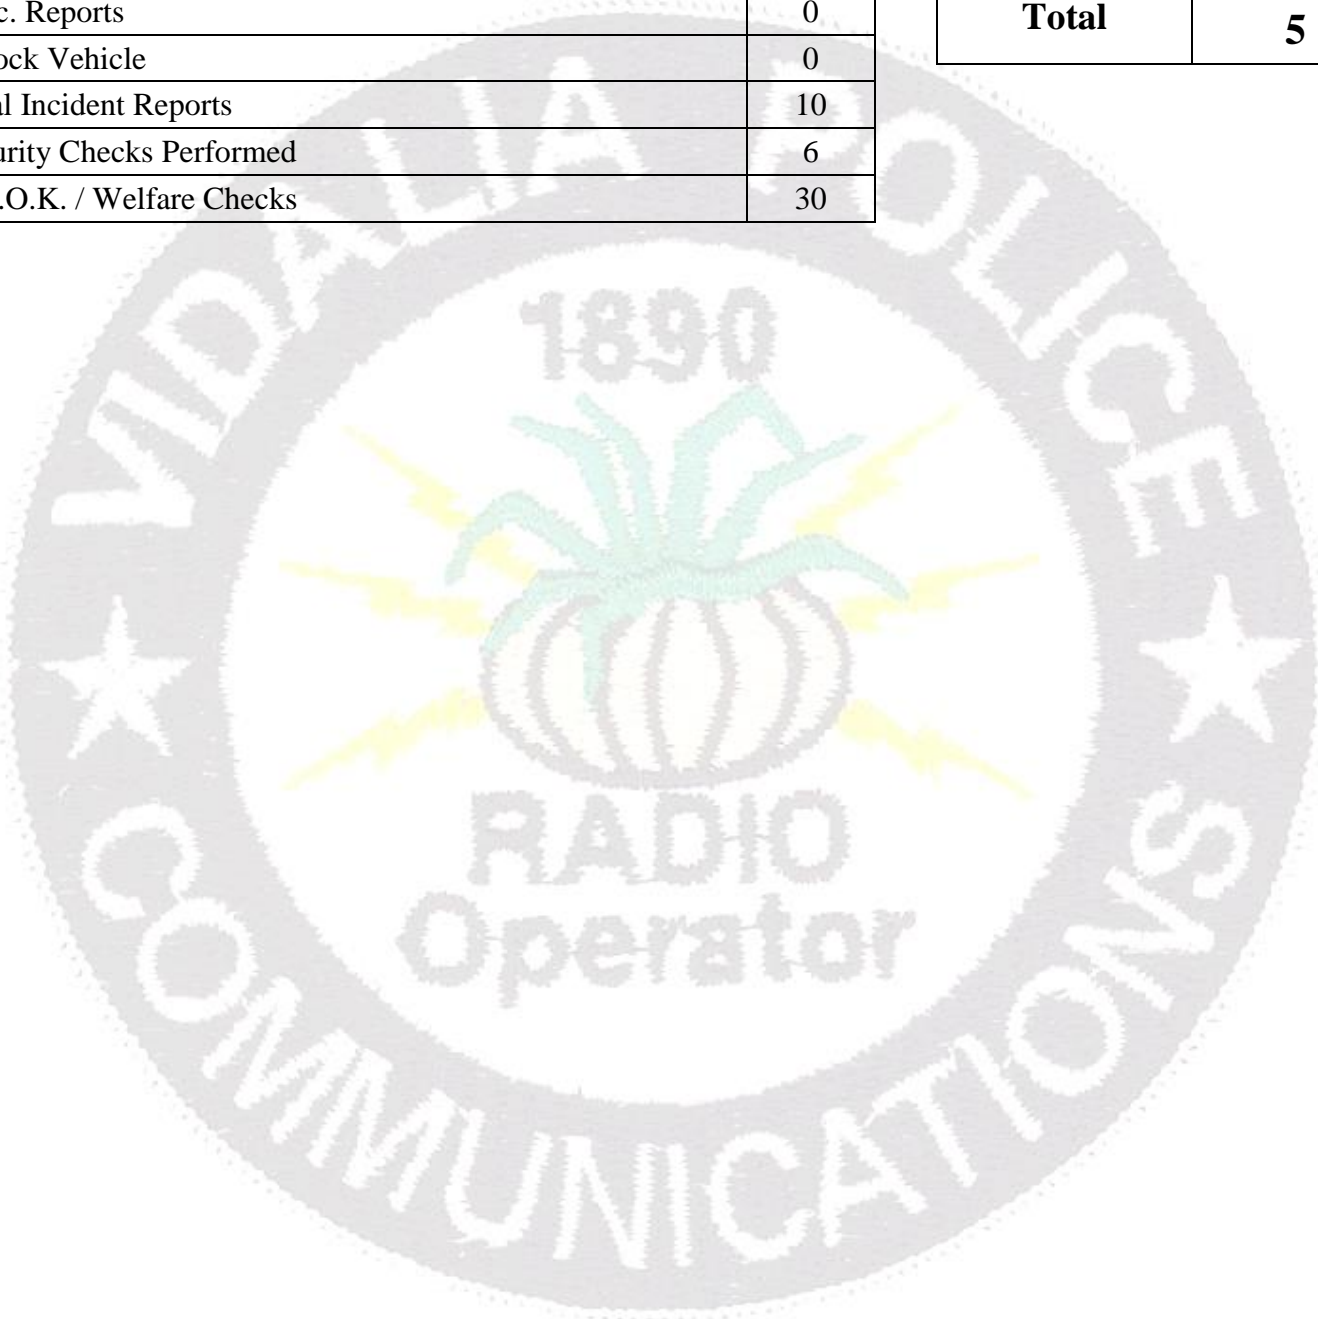 c. Reports 0
ock Vehicle 0
al Incident Reports 10
urity Checks Performed 6
.O.K. / Welfare Checks 30
Total 5
VIDALIA POLICE
1890
RADIO
Operator
COMMUNICATIONS